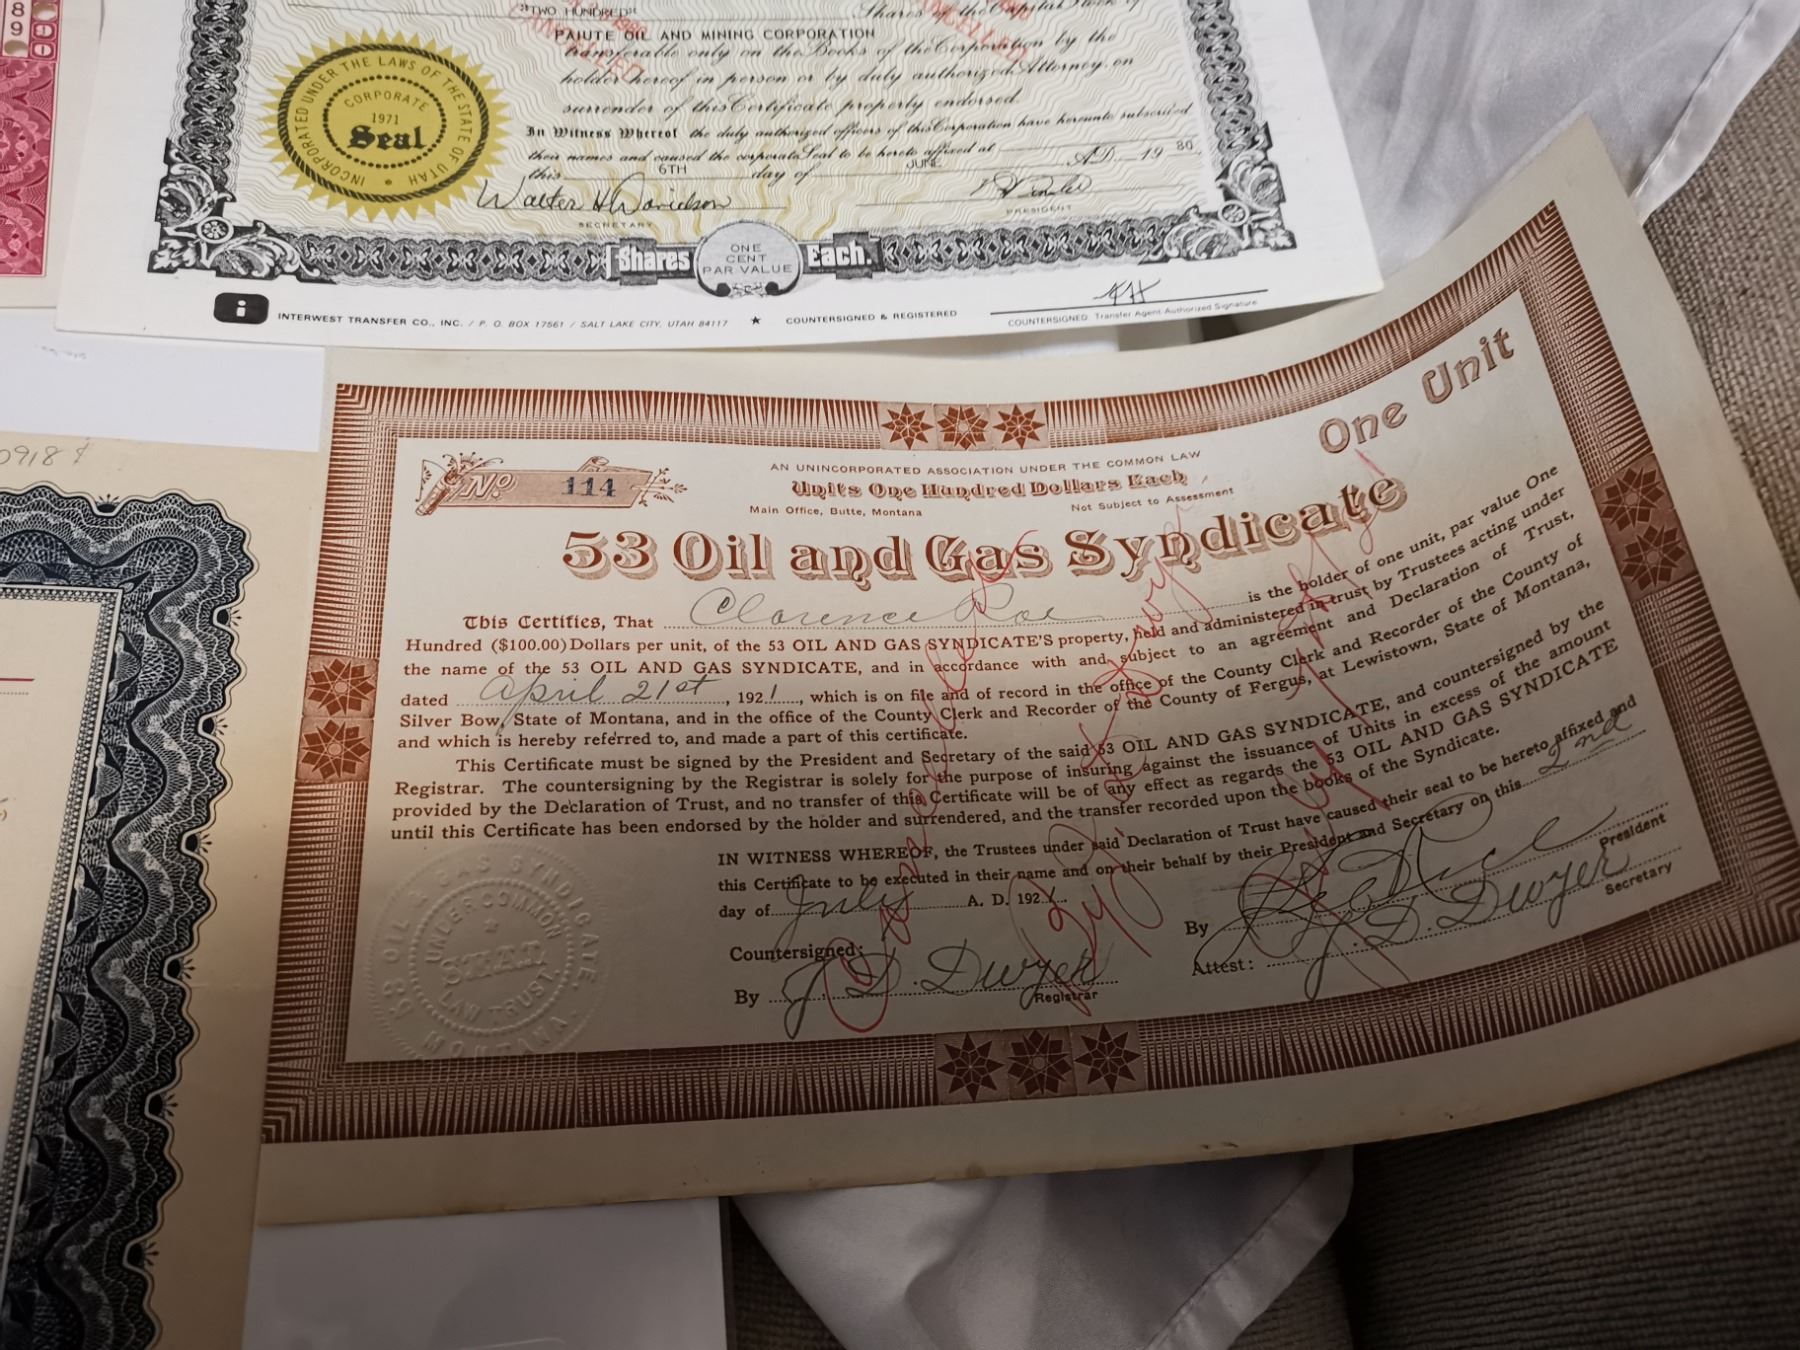 89
"TWO HUNDRED" Shares of the Capital Stock of
PAIUTE OIL AND MINING CORPORATION
transferable only on the Books of the Corporation by the
holder hereof in person or by duly authorized Attorney, on
surrender of this Certificate properly endorsed.
In Witness Whereof the duly authorized officers of this Corporation have hereunto subscribed
their names and caused the corporate Seal to be hereto affixed at A.D. 19 80
this 6TH day of JUNE
CANCELLED
INCORPORATED UNDER THE LAWS OF THE STATE OF UTAH
CORPORATE
1971
Seal
Walter H Davidson
SECRETARY
PRESIDENT
Shares ONE CENT PAR VALUE Each.
i
INTERWEST TRANSFER CO., INC. / P. O. BOX 17561 / SALT LAKE CITY, UTAH 84117 ★ COUNTERSIGNED & REGISTERED
COUNTERSIGNED Transfer Agent Authorized Signature
One Unit
No 114
AN UNINCORPORATED ASSOCIATION UNDER THE COMMON LAW
Units One Hundred Dollars Each
Main Office, Butte, Montana Not Subject to Assessment
53 Oil and Gas Syndicate
This Certifies, That Clarence Roe is the holder of one unit, par value One
Hundred ($100.00) Dollars per unit, of the 53 OIL AND GAS SYNDICATE'S property, held and administered in trust by Trustees acting under
the name of the 53 OIL AND GAS SYNDICATE, and in accordance with and subject to an agreement and Declaration of Trust,
dated April 21st, 1921, which is on file and of record in the office of the County Clerk and Recorder of the County of
Silver Bow, State of Montana, and in the office of the County Clerk and Recorder of the County of Fergus, at Lewistown, State of Montana,
and which is hereby referred to, and made a part of this certificate.
This Certificate must be signed by the President and Secretary of the said 53 OIL AND GAS SYNDICATE, and countersigned by the
Registrar. The countersigning by the Registrar is solely for the purpose of insuring against the issuance of Units in excess of the amount
provided by the Declaration of Trust, and no transfer of this Certificate will be of any effect as regards the 53 OIL AND GAS SYNDICATE
until this Certificate has been endorsed by the holder and surrendered, and the transfer recorded upon the books of the Syndicate.
IN WITNESS WHEREOF, the Trustees under said Declaration of Trust have caused their seal to be hereto affixed and
this Certificate to be executed in their name and on their behalf by their President and Secretary on this 2nd
day of July A. D. 1921.
Countersigned:
By J. D. Dwyer
Registrar
By
President
Attest: J. D. Dwyer
Secretary
53 OIL & GAS SYNDICATE.
UNDER COMMON
SEAL
LAW TRUST.
MONTANA.
Cancelled